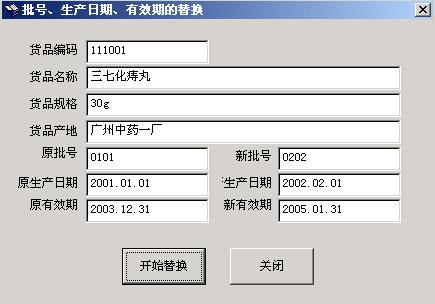 批号、生产日期、有效期的替换
货品编码 111001
货品名称 三七化痔丸
货品规格 30g
货品产地 广州中药一厂
原批号 0101 新批号 0202
原生产日期 2001.01.01 生产日期 2002.02.01
原有效期 2003.12.31 新有效期 2005.01.31
开始替换 关闭